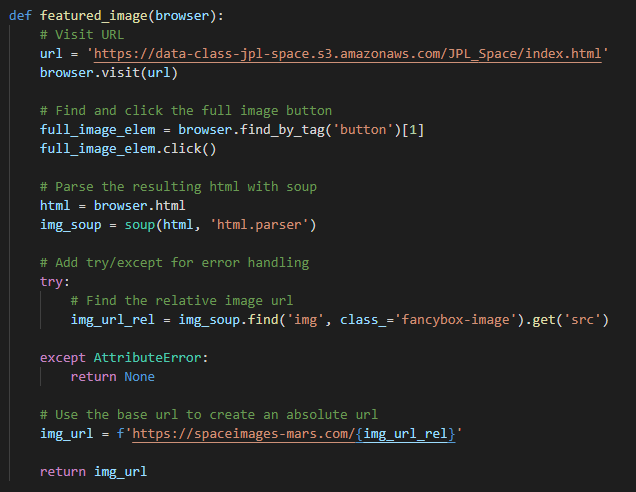 def featured_image(browser):
    # Visit URL
    url = 'https://data-class-jpl-space.s3.amazonaws.com/JPL_Space/index.html'
    browser.visit(url)

    # Find and click the full image button
    full_image_elem = browser.find_by_tag('button')[1]
    full_image_elem.click()

    # Parse the resulting html with soup
    html = browser.html
    img_soup = soup(html, 'html.parser')

    # Add try/except for error handling
    try:
        # Find the relative image url
        img_url_rel = img_soup.find('img', class_='fancybox-image').get('src')

    except AttributeError:
        return None

    # Use the base url to create an absolute url
    img_url = f'https://spaceimages-mars.com/{img_url_rel}'

    return img_url